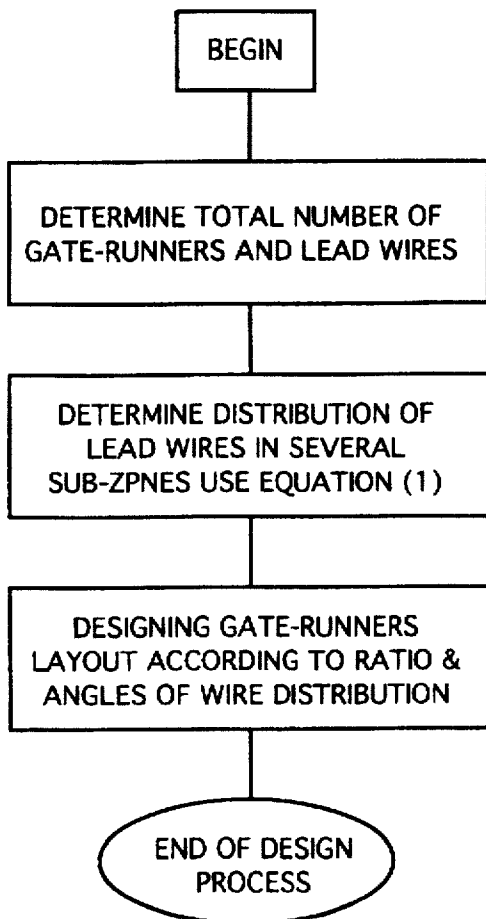 BEGIN
DETERMINE TOTAL NUMBER OF
GATE-RUNNERS AND LEAD WIRES
DETERMINE DISTRIBUTION OF
LEAD WIRES IN SEVERAL
SUB-ZPNES USE EQUATION (1)
DESIGNING GATE-RUNNERS
LAYOUT ACCORDING TO RATIO &
ANGLES OF WIRE DISTRIBUTION
END OF DESIGN
PROCESS